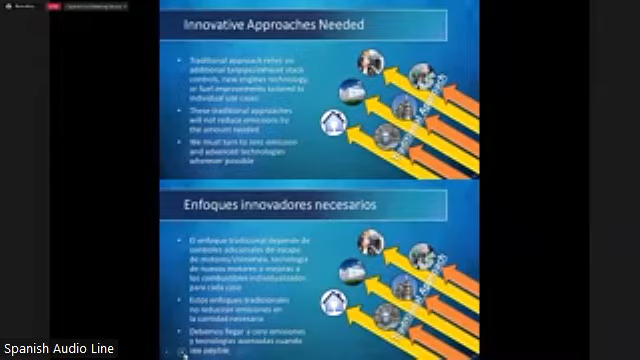 Innovative Approaches Needed
Traditional approach relies on
additional tailpipe/exhaust stack
controls, new engines technology,
or fuel improvements tailored to
individual use cases
These traditional approaches
will not reduce emissions by
the amount needed
We must turn to zero emission
and advanced technologies
wherever possible
Enfoques innovadores necesarios
El enfoque tradicional depende de
controles adicionales de escape
de motores/chimenea, tecnología
de nuevos motores o mejoras a
los combustibles individualizados
para cada caso
Estos enfoques tradicionales
no reducirán emisiones en
la cantidad necesaria
Debemos llegar a cero emisiones
y tecnologías avanzadas cuando
sea posible
Spanish Audio Line